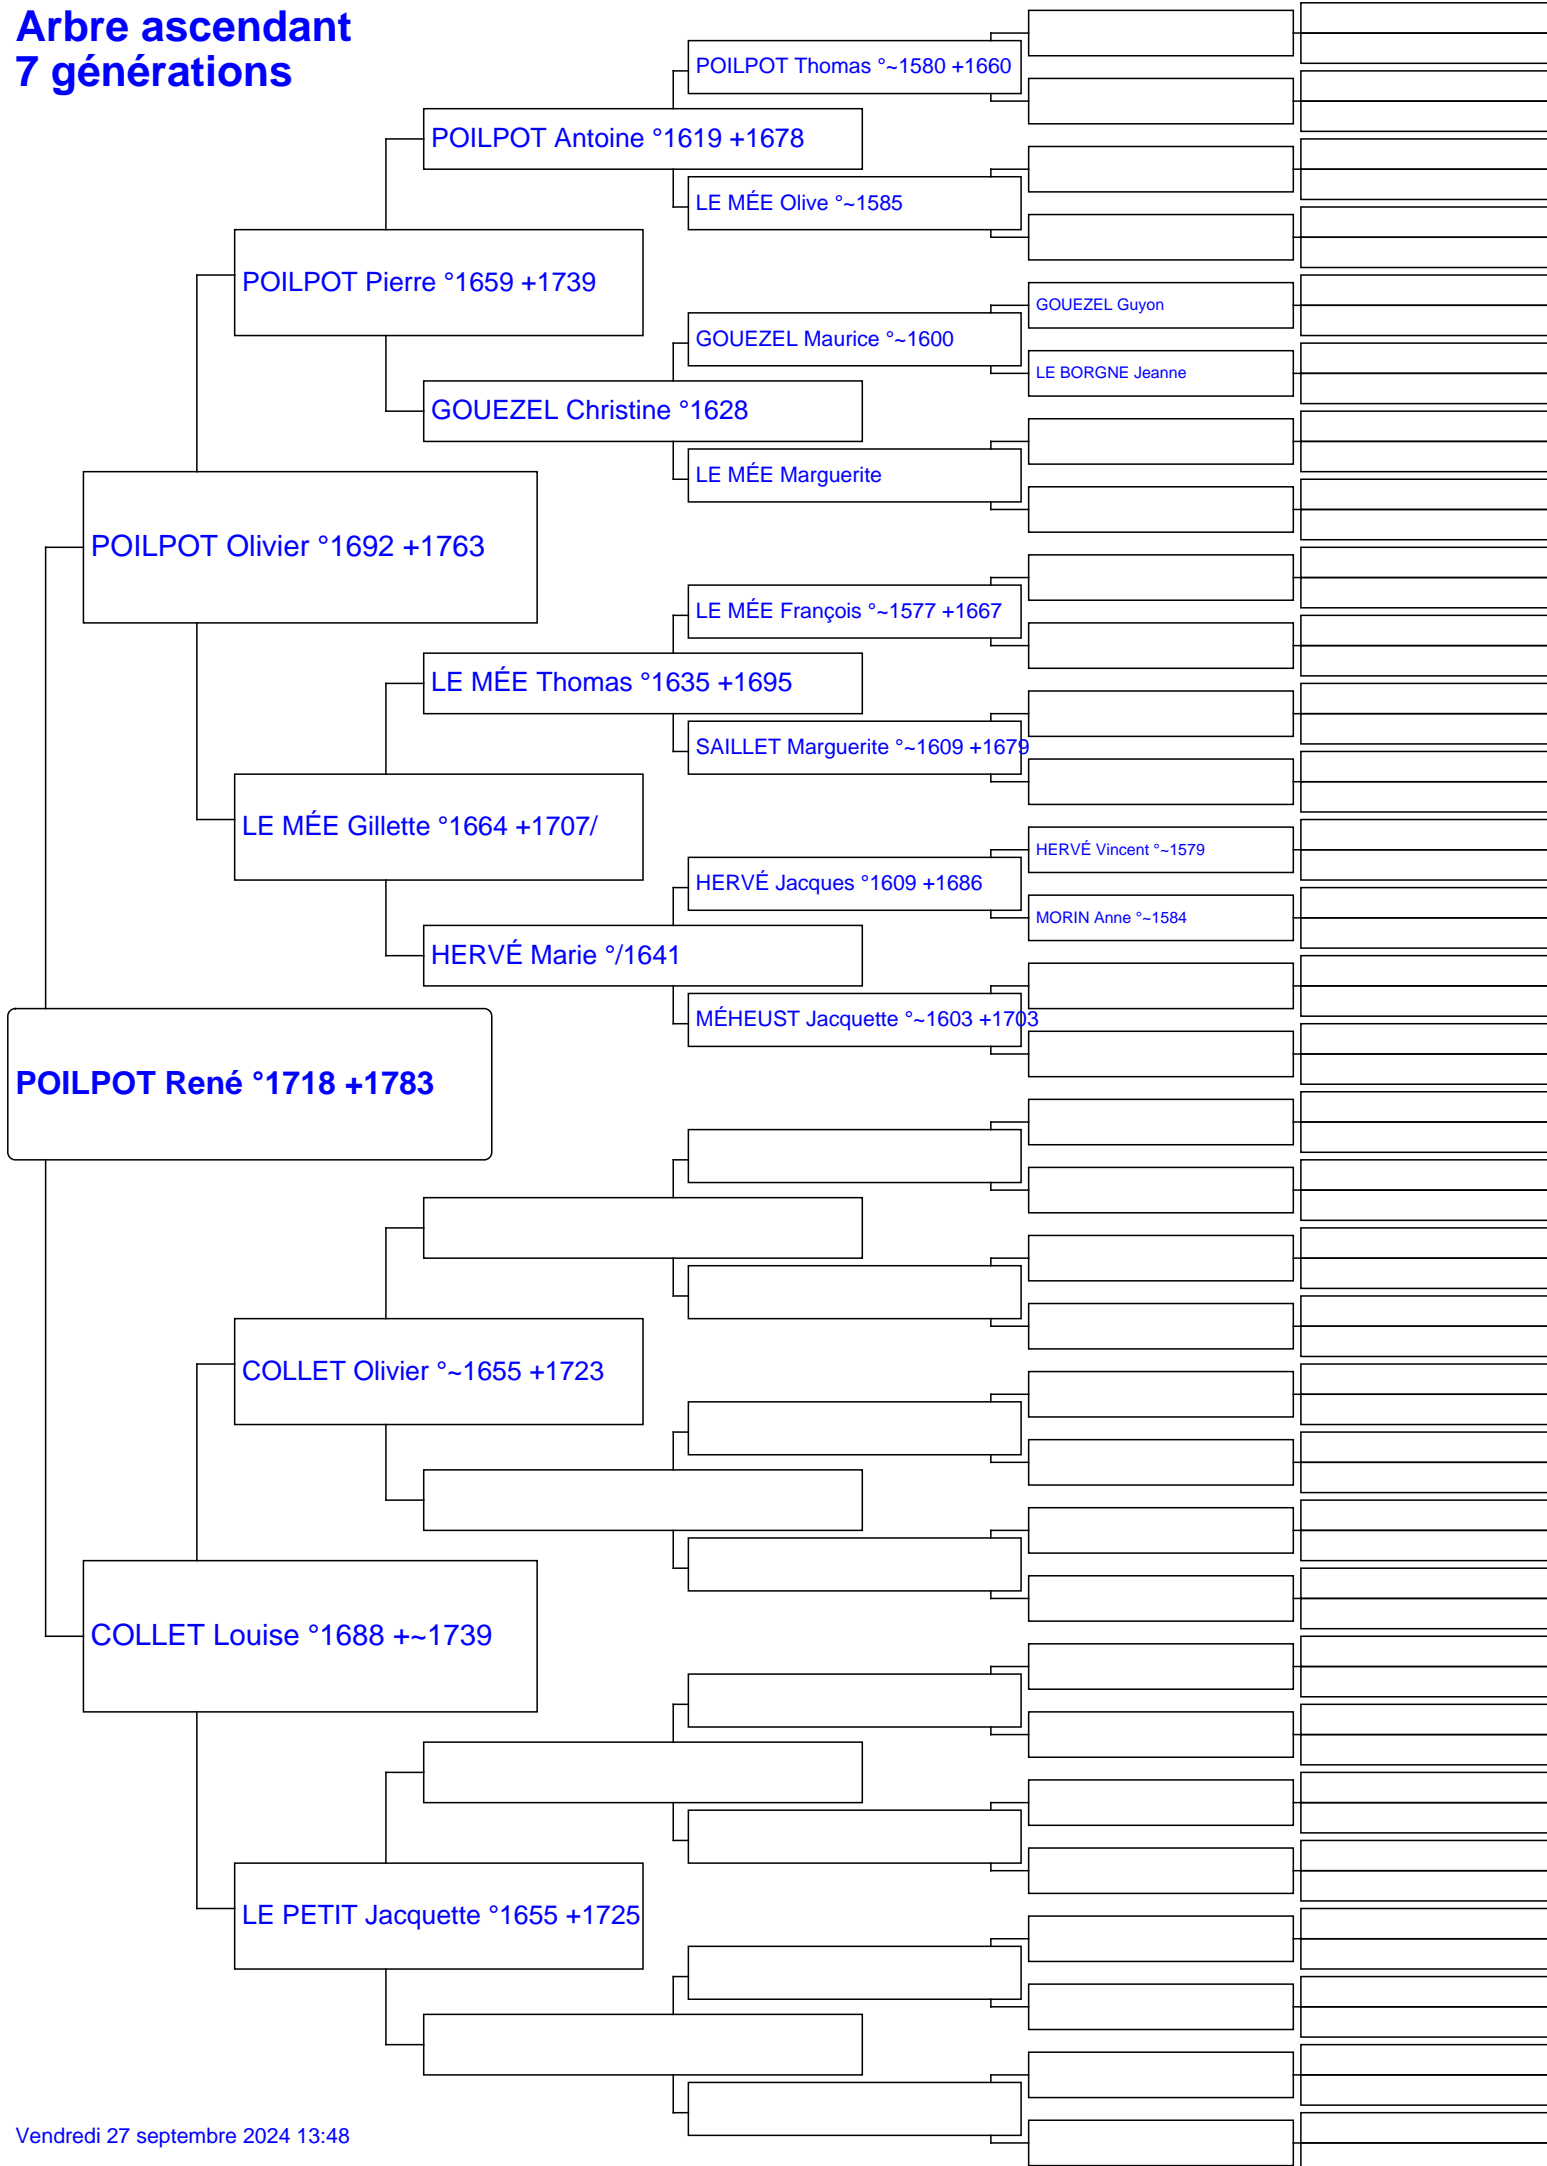 Arbre ascendant
7 générations
POILPOT Thomas °~1580 +1660
POILPOT Antoine °1619 +1678
LE MÉE Olive °~1585
POILPOT Pierre °1659 +1739
GOUEZEL Guyon
GOUEZEL Maurice °~1600
LE BORGNE Jeanne
GOUEZEL Christine °1628
LE MÉE Marguerite
POILPOT Olivier °1692 +1763
LE MÉE François °~1577 +1667
LE MÉE Thomas °1635 +1695
SAILLET Marguerite °~1609 +1679
LE MÉE Gillette °1664 +1707/
HERVÉ Vincent °~1579
HERVÉ Jacques °1609 +1686
MORIN Anne °~1584
HERVÉ Marie °/1641
MÉHEUST Jacquette °~1603 +1703
POILPOT René °1718 +1783
COLLET Olivier °~1655 +1723
COLLET Louise °1688 +~1739
LE PETIT Jacquette °1655 +1725
Vendredi 27 septembre 2024 13:48